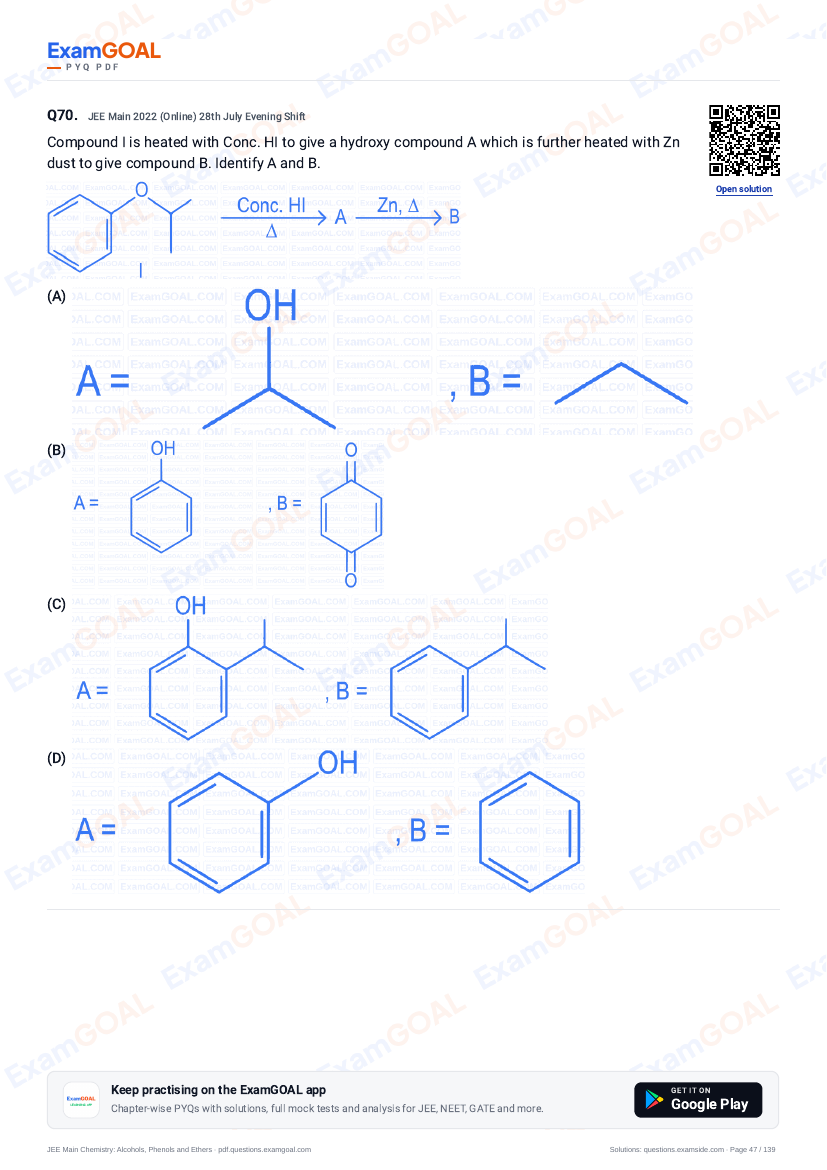 ExamGOAL
PYQ PDF
Q70. JEE Main 2022 (Online) 28th July Evening Shift
Compound I is heated with Conc. HI to give a hydroxy compound A which is further heated with Zn
dust to give compound B. Identify A and B.
Open solution
O
Conc. HI
Δ
A
Zn, Δ
B
I
(A)
OH
A =
, B =
(B)
OH
O
A =
, B =
O
(C)
OH
A =
, B =
(D)
OH
A =
, B =
Keep practising on the ExamGOAL app
Chapter-wise PYQs with solutions, full mock tests and analysis for JEE, NEET, GATE and more.
GET IT ON
Google Play
JEE Main Chemistry: Alcohols, Phenols and Ethers · pdf.questions.examgoal.com
Solutions: questions.examside.com · Page 47 / 139